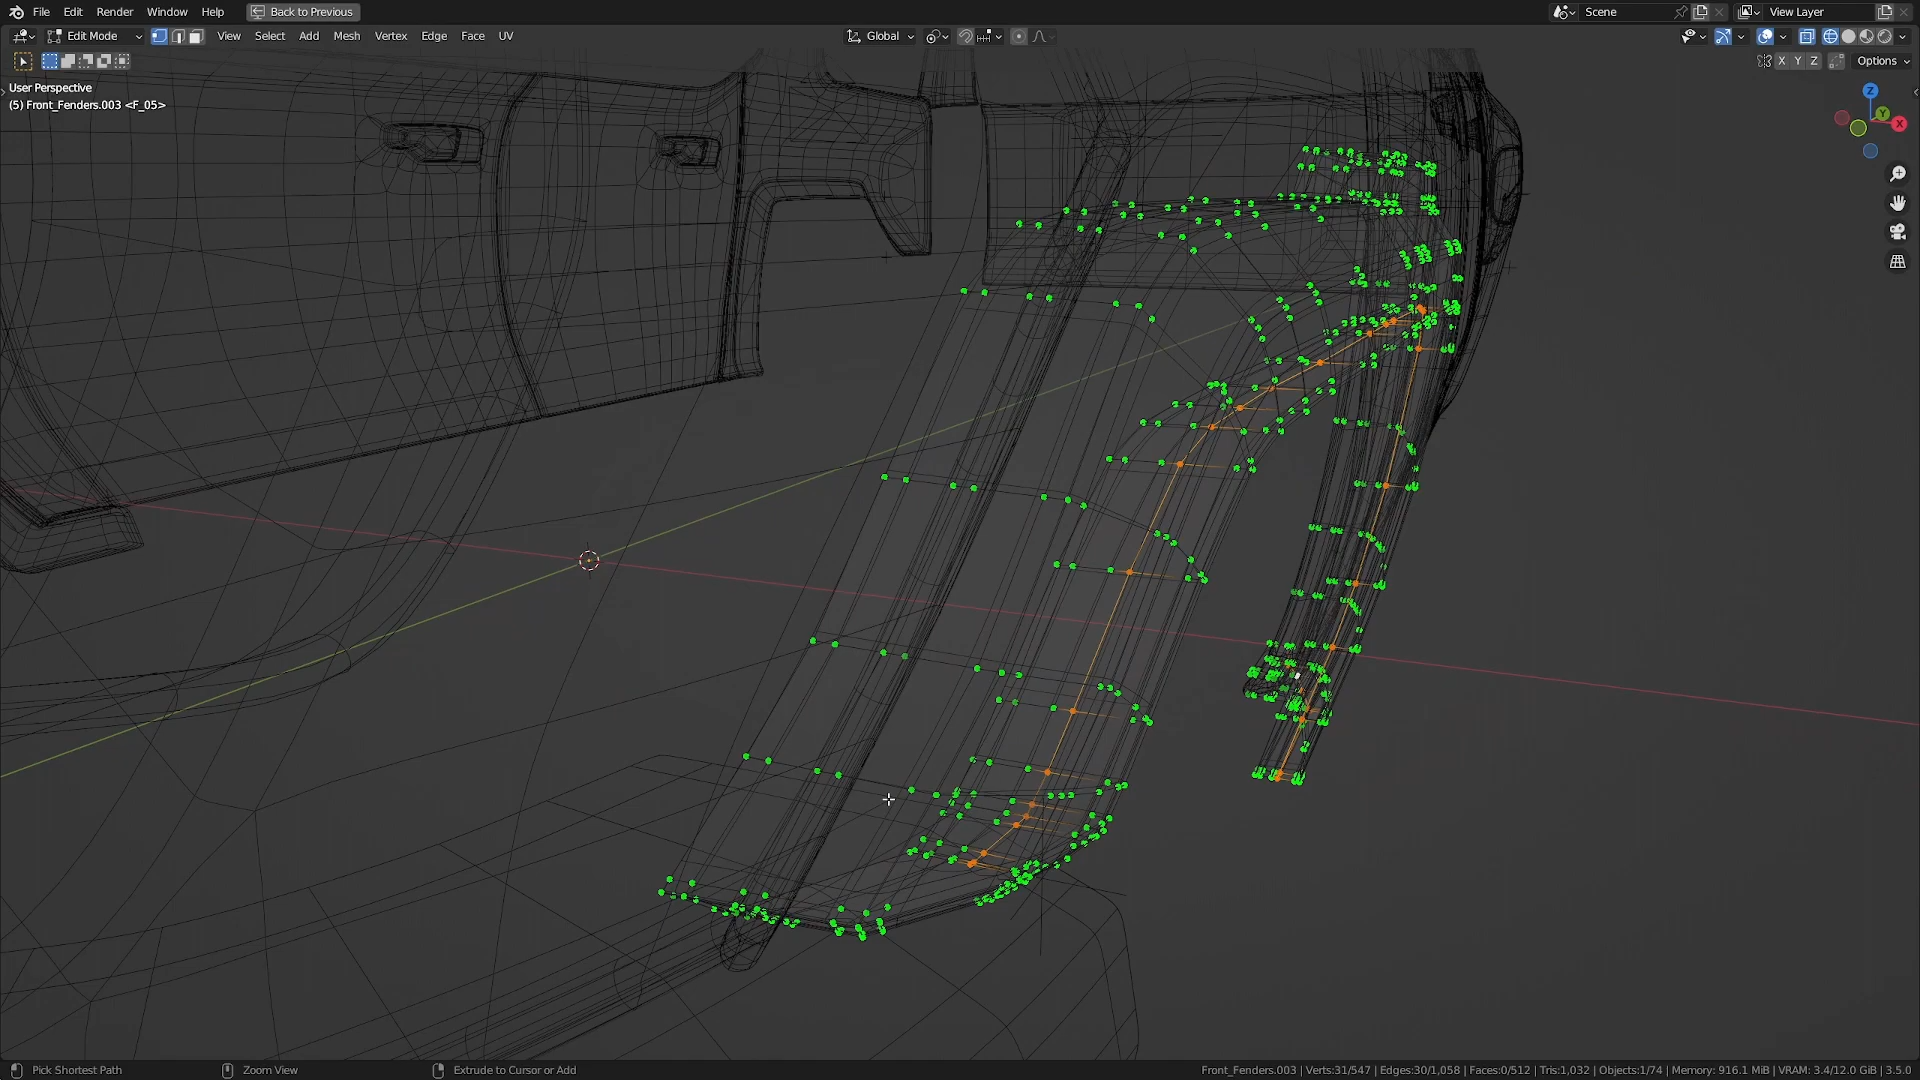 File Edit Render Window Help Back to Previous Scene View Layer
Edit Mode View Select Add Mesh Vertex Edge Face UV Global
X Y Z Options
User Perspective
(5) Front_Fenders.003 <F_05>
Z
Y
X
Pick Shortest Path Zoom View Extrude to Cursor or Add Front_Fenders.003 | Verts:31/547 | Edges:30/1,058 | Faces:0/512 | Tris:1,032 | Objects:1/74 | Memory: 916.1 MiB | VRAM: 3.4/12.0 GiB | 3.5.0